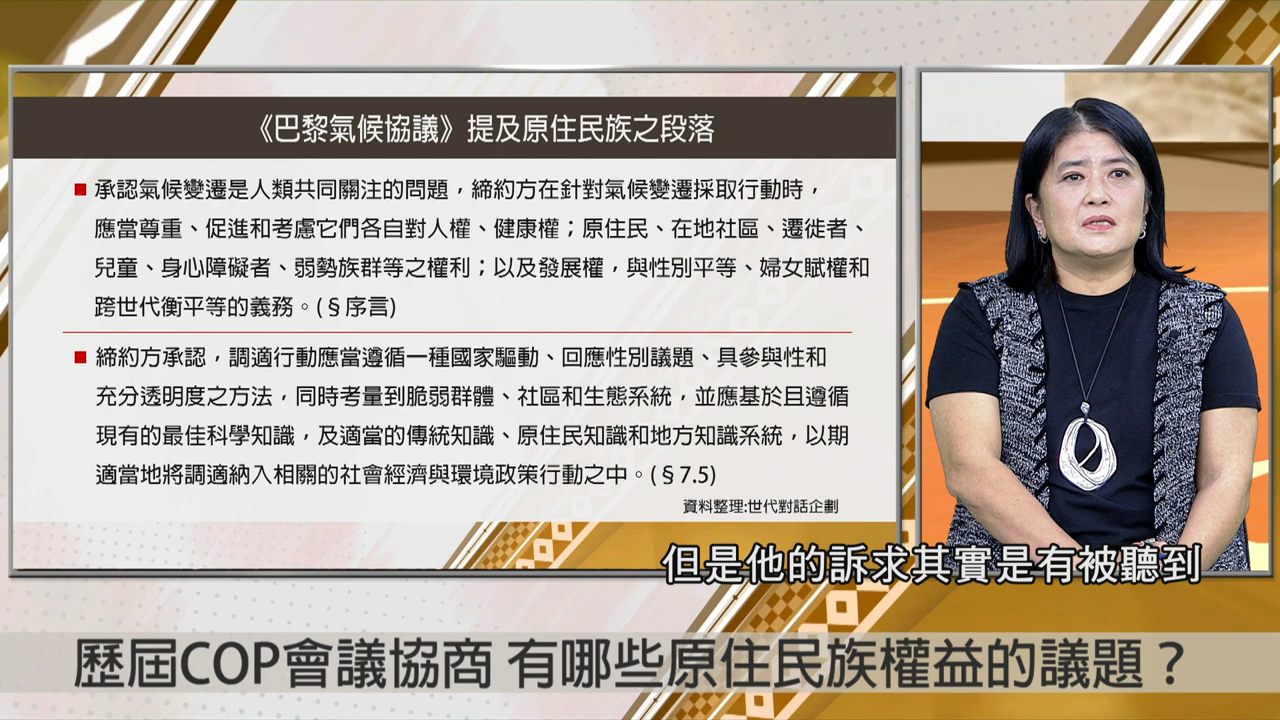 《巴黎氣候協議》提及原住民族之段落
承認氣候變遷是人類共同關注的問題，締約方在針對氣候變遷採取行動時，
應當尊重、促進和考慮它們各自對人權、健康權；原住民、在地社區、遷徙者、
兒童、身心障礙者、弱勢族群等之權利；以及發展權，與性別平等、婦女賦權和
跨世代衡平等的義務。(§序言)
締約方承認，調適行動應當遵循一種國家驅動、回應性別議題、具參與性和
充分透明度之方法，同時考量到脆弱群體、社區和生態系統，並應基於且遵循
現有的最佳科學知識，及適當的傳統知識、原住民知識和地方知識系統，以期
適當地將調適納入相關的社會經濟與環境政策行動之中。(§7.5)
資料整理:世代對話企劃
但是他的訴求其實是有被聽到
歷屆COP會議協商 有哪些原住民族權益的議題？